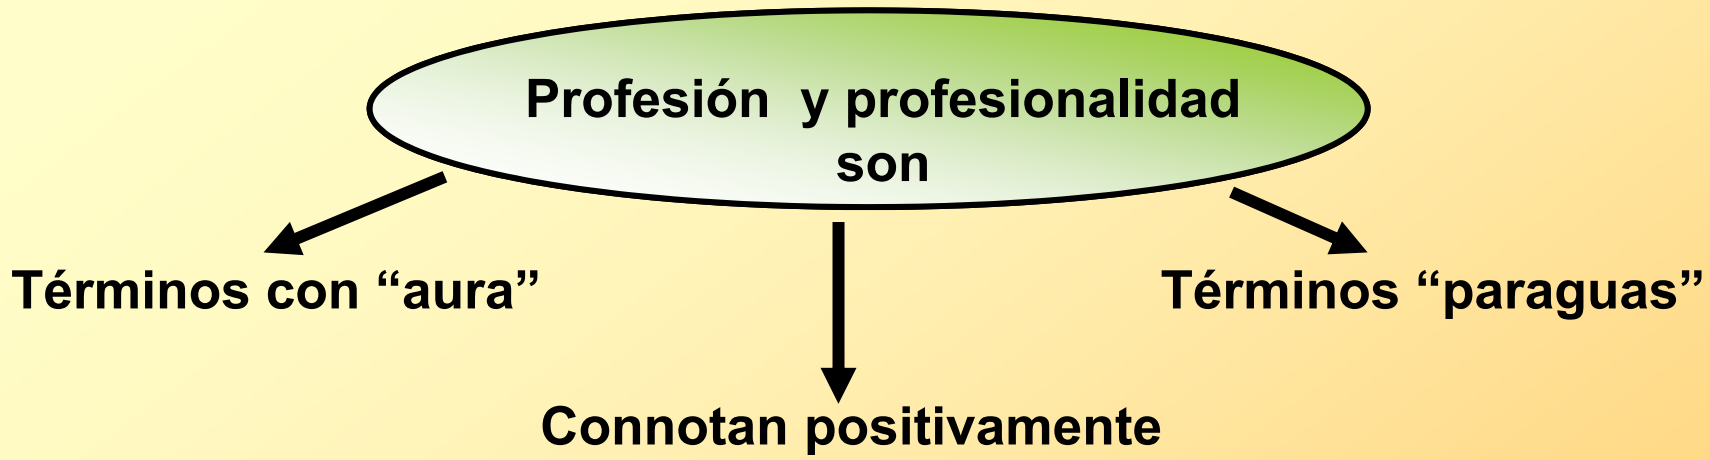 Profesión y profesionalidad
son
Términos con “aura”
Términos “paraguas”
Connotan positivamente